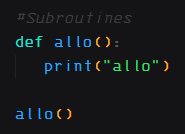 #Subroutines
def allo():
    print("allo")

allo()